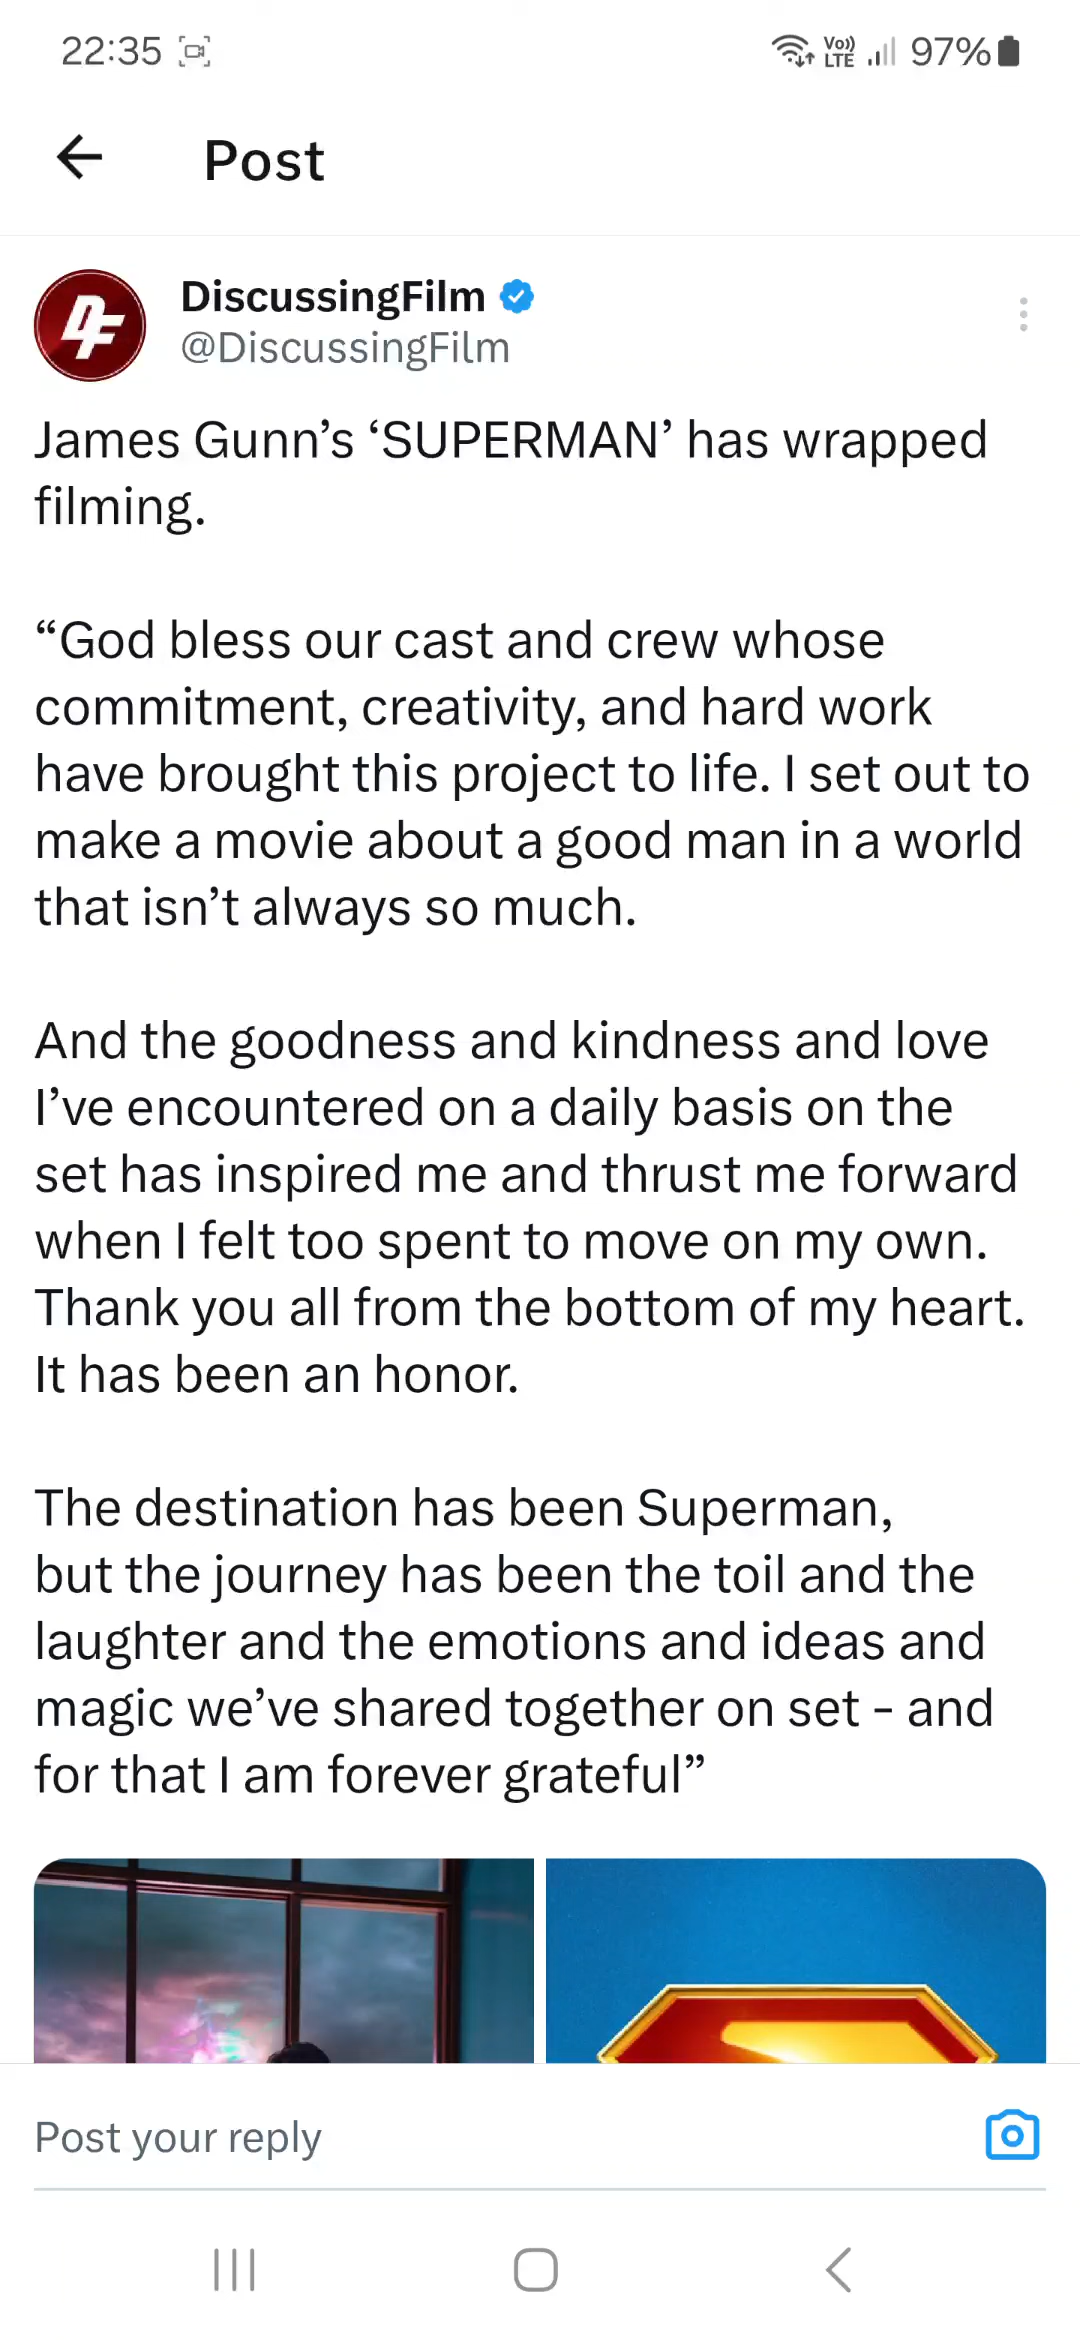 22:35
Vo)) LTE
97%
Post
DF
DiscussingFilm
@DiscussingFilm
James Gunn’s ‘SUPERMAN’ has wrapped
filming.
“God bless our cast and crew whose
commitment, creativity, and hard work
have brought this project to life. I set out to
make a movie about a good man in a world
that isn’t always so much.
And the goodness and kindness and love
I’ve encountered on a daily basis on the
set has inspired me and thrust me forward
when I felt too spent to move on my own.
Thank you all from the bottom of my heart.
It has been an honor.
The destination has been Superman,
but the journey has been the toil and the
laughter and the emotions and ideas and
magic we’ve shared together on set - and
for that I am forever grateful”
Post your reply